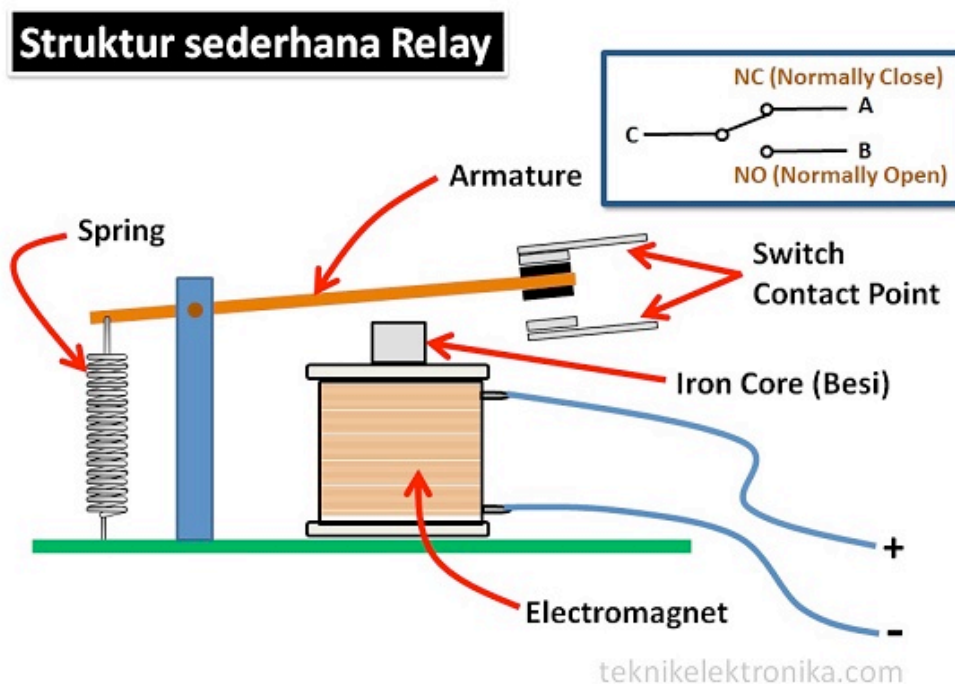 Struktur sederhana Relay
NC (Normally Close)
A
C
B
NO (Normally Open)
Armature
Spring
Switch
Contact Point
Iron Core (Besi)
+
Electromagnet
-
teknikelektronika.com